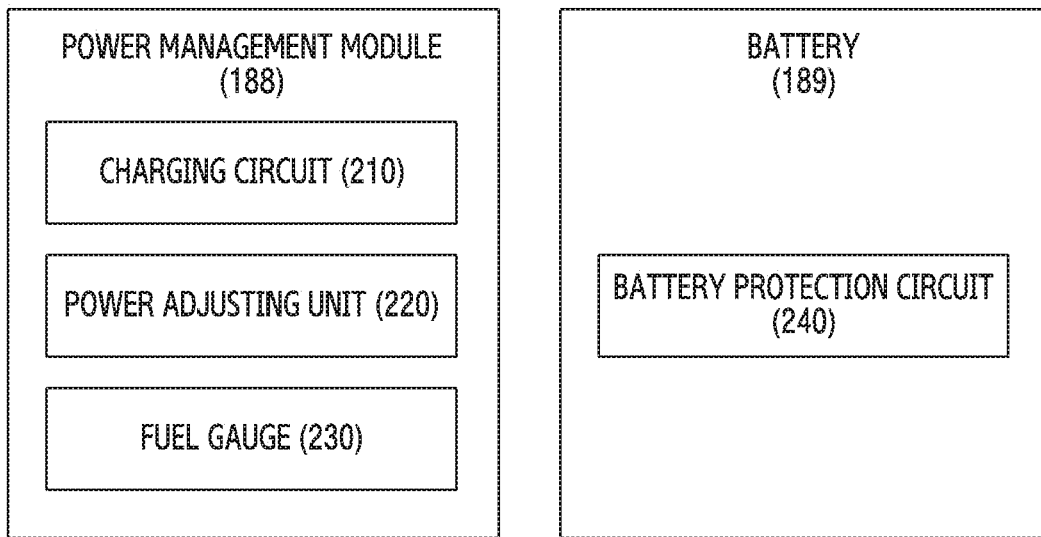 POWER MANAGEMENT MODULE
(188)
CHARGING CIRCUIT (210)
POWER ADJUSTING UNIT (220)
FUEL GAUGE (230)
BATTERY
(189)
BATTERY PROTECTION CIRCUIT
(240)